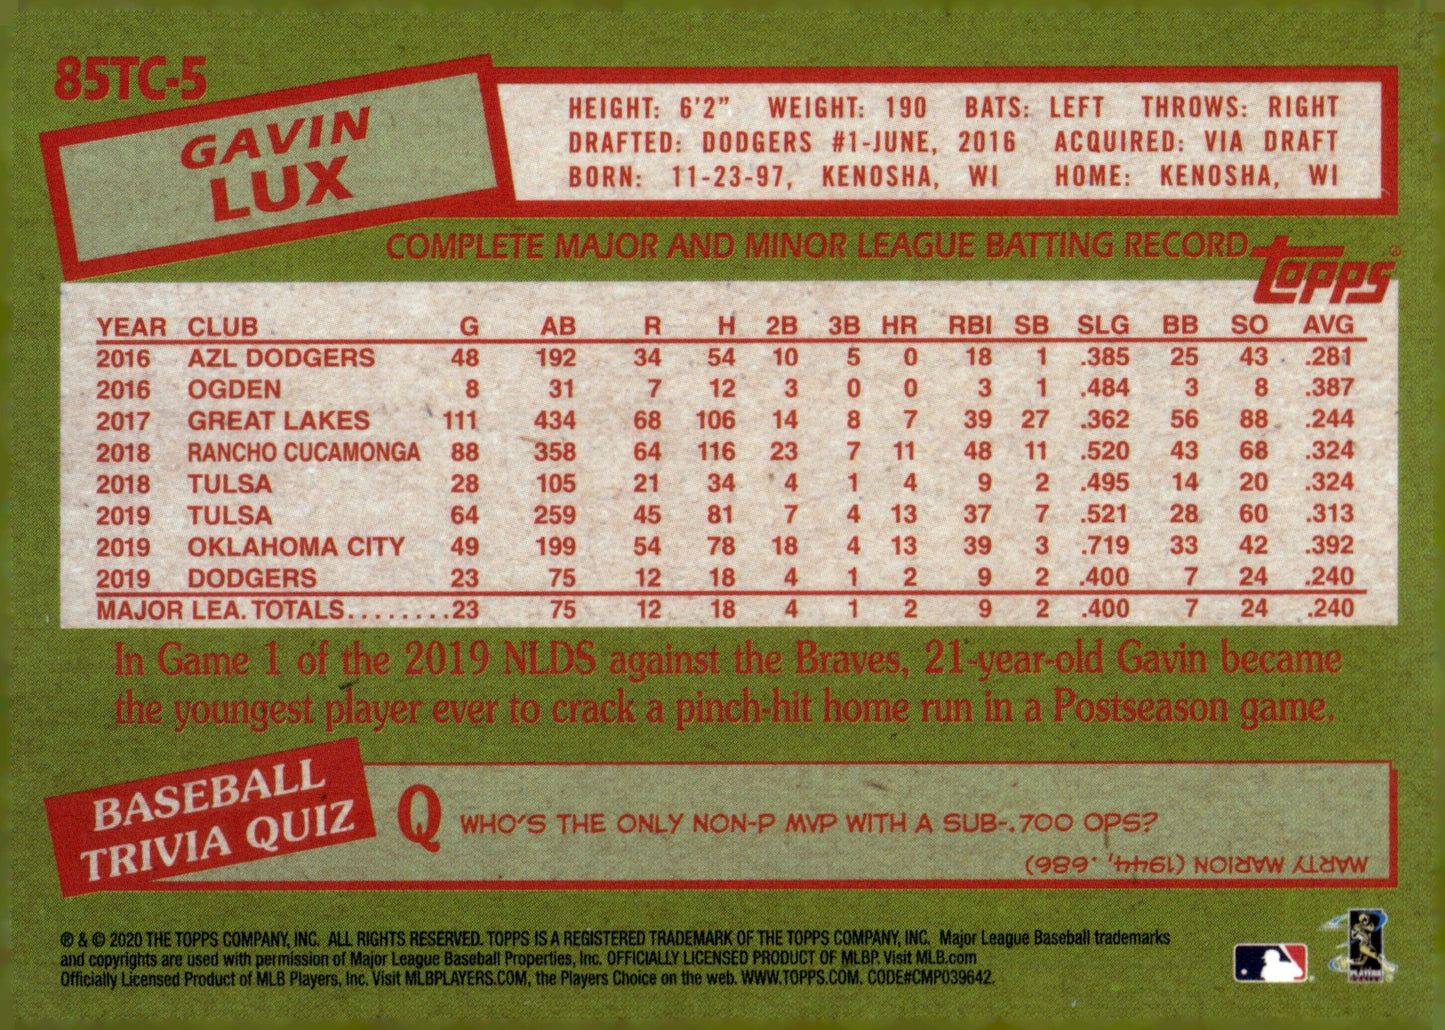 85TC-5
GAVIN
LUX
HEIGHT: 6'2" WEIGHT: 190 BATS: LEFT THROWS: RIGHT
DRAFTED: DODGERS #1-JUNE, 2016 ACQUIRED: VIA DRAFT
BORN: 11-23-97, KENOSHA, WI HOME: KENOSHA, WI
COMPLETE MAJOR AND MINOR LEAGUE BATTING RECORD
topps®
YEAR CLUB G AB R H 2B 3B HR RBI SB SLG BB SO AVG
2016 AZL DODGERS 48 192 34 54 10 5 0 18 1 .385 25 43 .281
2016 OGDEN 8 31 7 12 3 0 0 3 1 .484 3 8 .387
2017 GREAT LAKES 111 434 68 106 14 8 7 39 27 .362 56 88 .244
2018 RANCHO CUCAMONGA 88 358 64 116 23 7 11 48 11 .520 43 68 .324
2018 TULSA 28 105 21 34 4 1 4 9 2 .495 14 20 .324
2019 TULSA 64 259 45 81 7 4 13 37 7 .521 28 60 .313
2019 OKLAHOMA CITY 49 199 54 78 18 4 13 39 3 .719 33 42 .392
2019 DODGERS 23 75 12 18 4 1 2 9 2 .400 7 24 .240
MAJOR LEA. TOTALS........23 75 12 18 4 1 2 9 2 .400 7 24 .240
In Game 1 of the 2019 NLDS against the Braves, 21-year-old Gavin became
the youngest player ever to crack a pinch-hit home run in a Postseason game.
BASEBALL
TRIVIA QUIZ
Q WHO'S THE ONLY NON-P MVP WITH A SUB-.700 OPS?
MARTY MARION (1944, .686)
® & © 2020 THE TOPPS COMPANY, INC. ALL RIGHTS RESERVED. TOPPS IS A REGISTERED TRADEMARK OF THE TOPPS COMPANY, INC. Major League Baseball trademarks
and copyrights are used with permission of Major League Baseball Properties, Inc. OFFICIALLY LICENSED PRODUCT OF MLBP. Visit MLB.com
Officially Licensed Product of MLB Players, Inc. Visit MLBPLAYERS.COM, the Players Choice on the web. WWW.TOPPS.COM. CODE#CMP039642.
PLAYERS